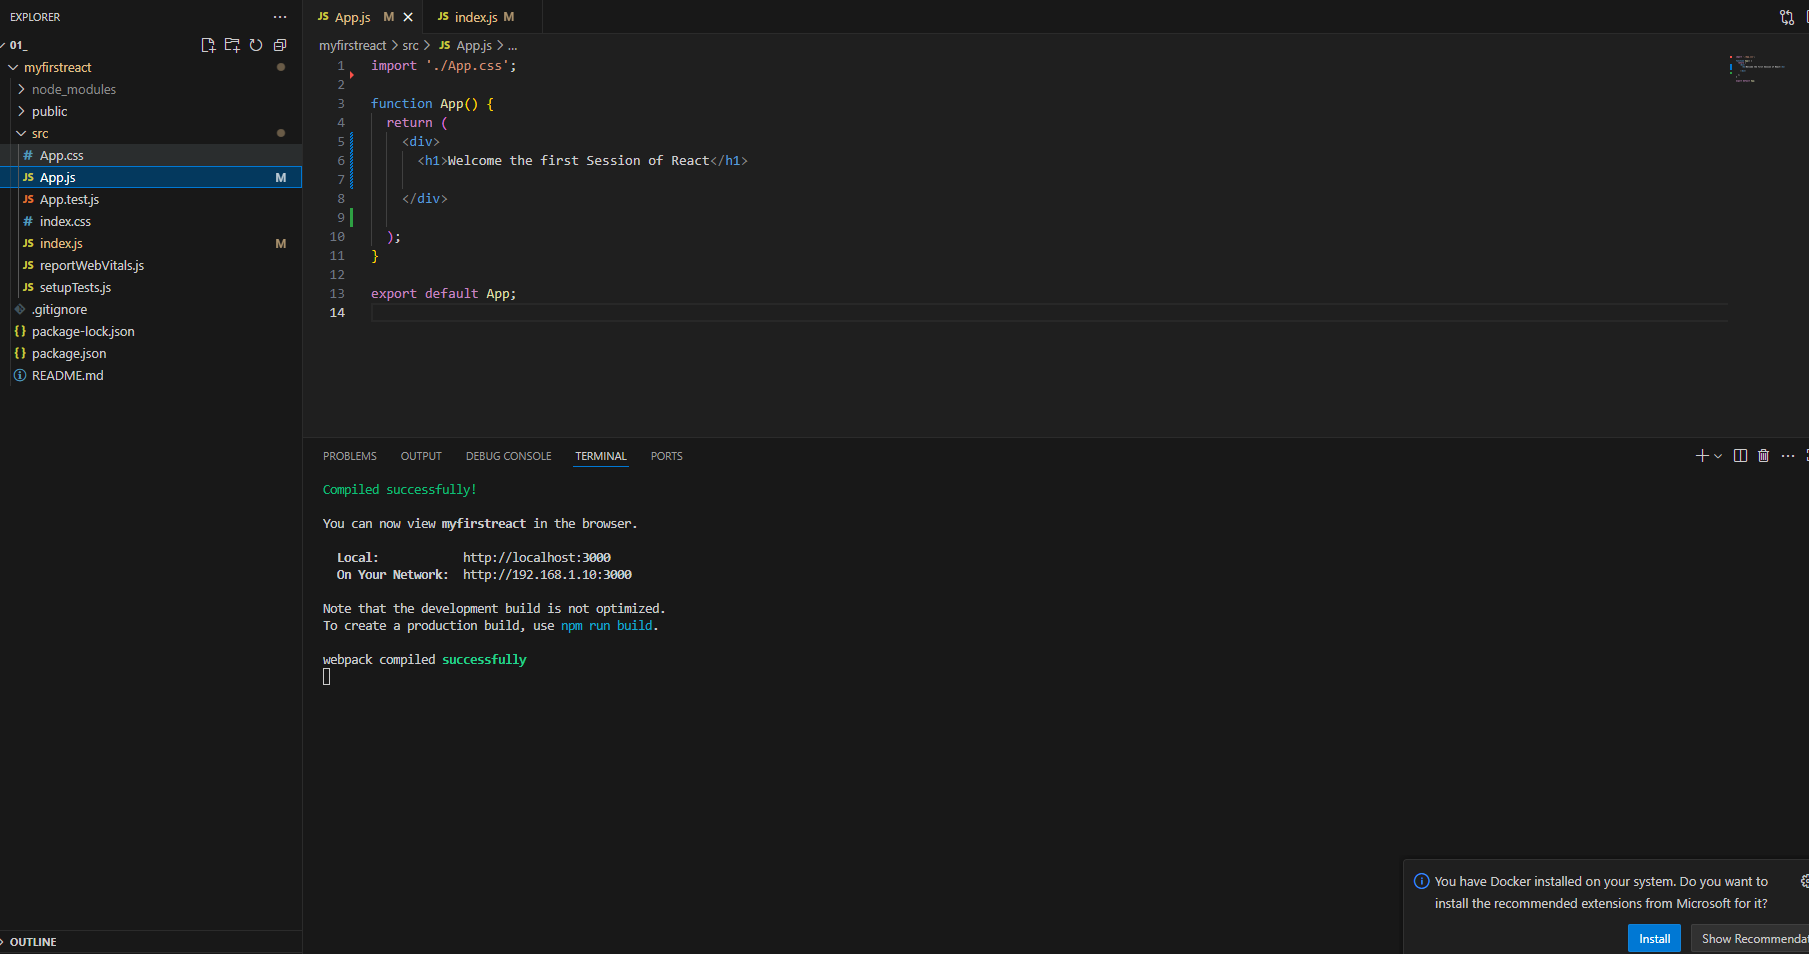 EXPLORER
01_
myfirstreact
node_modules
public
src
# App.css
JS App.js M
JS App.test.js
# index.css
JS index.js M
JS reportWebVitals.js
JS setupTests.js
.gitignore
{} package-lock.json
{} package.json
README.md
OUTLINE
JS App.js M
JS index.js M
myfirstreact > src > JS App.js > ...
1 import './App.css';
2
3 function App() {
4 return (
5 <div>
6 <h1>Welcome the first Session of React</h1>
7
8 </div>
9
10 );
11 }
12
13 export default App;
14
PROBLEMS OUTPUT DEBUG CONSOLE TERMINAL PORTS
Compiled successfully!
You can now view myfirstreact in the browser.
Local: http://localhost:3000
On Your Network: http://192.168.1.10:3000
Note that the development build is not optimized.
To create a production build, use npm run build.
webpack compiled successfully
You have Docker installed on your system. Do you want to
install the recommended extensions from Microsoft for it?
Install Show Recommendat